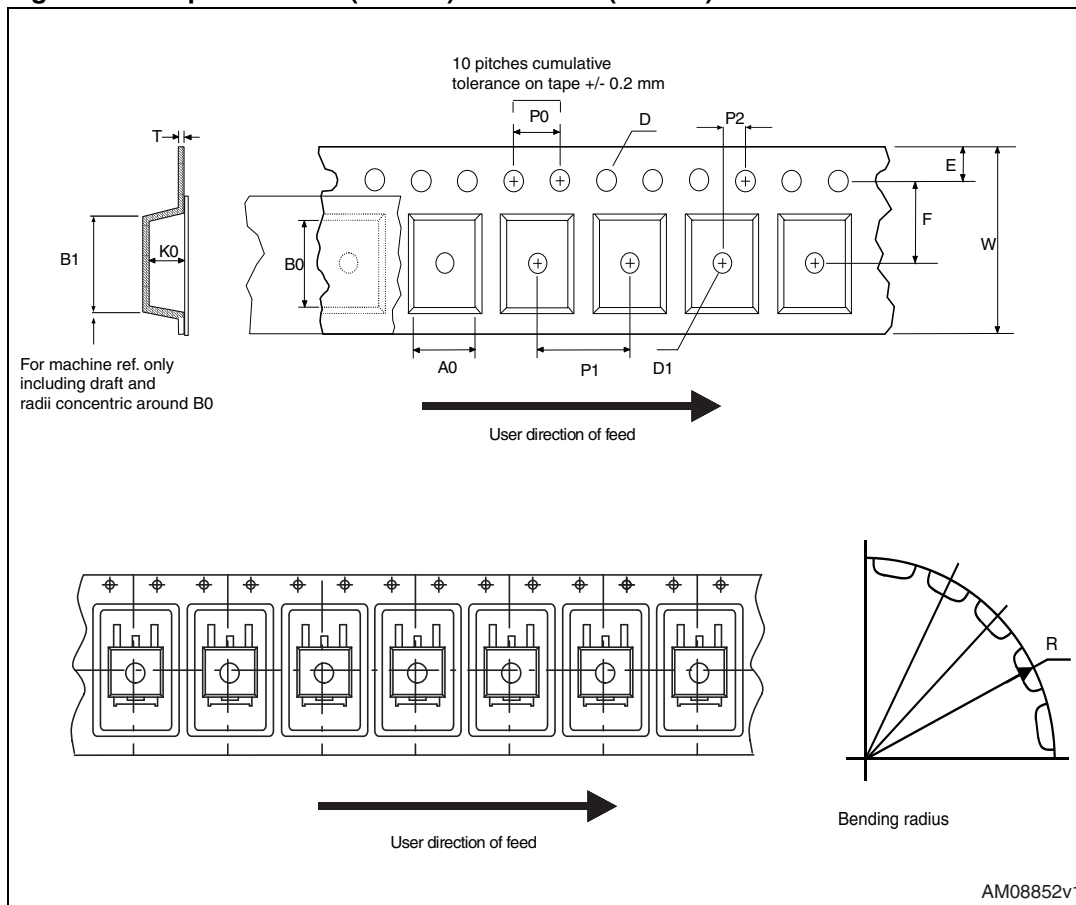 10 pitches cumulative
tolerance on tape +/- 0.2 mm
P0
D
P2
T
E
F
W
B1
K0
B0
For machine ref. only
including draft and
radii concentric around B0
A0
P1
D1
User direction of feed
R
Bending radius
User direction of feed
AM08852v1